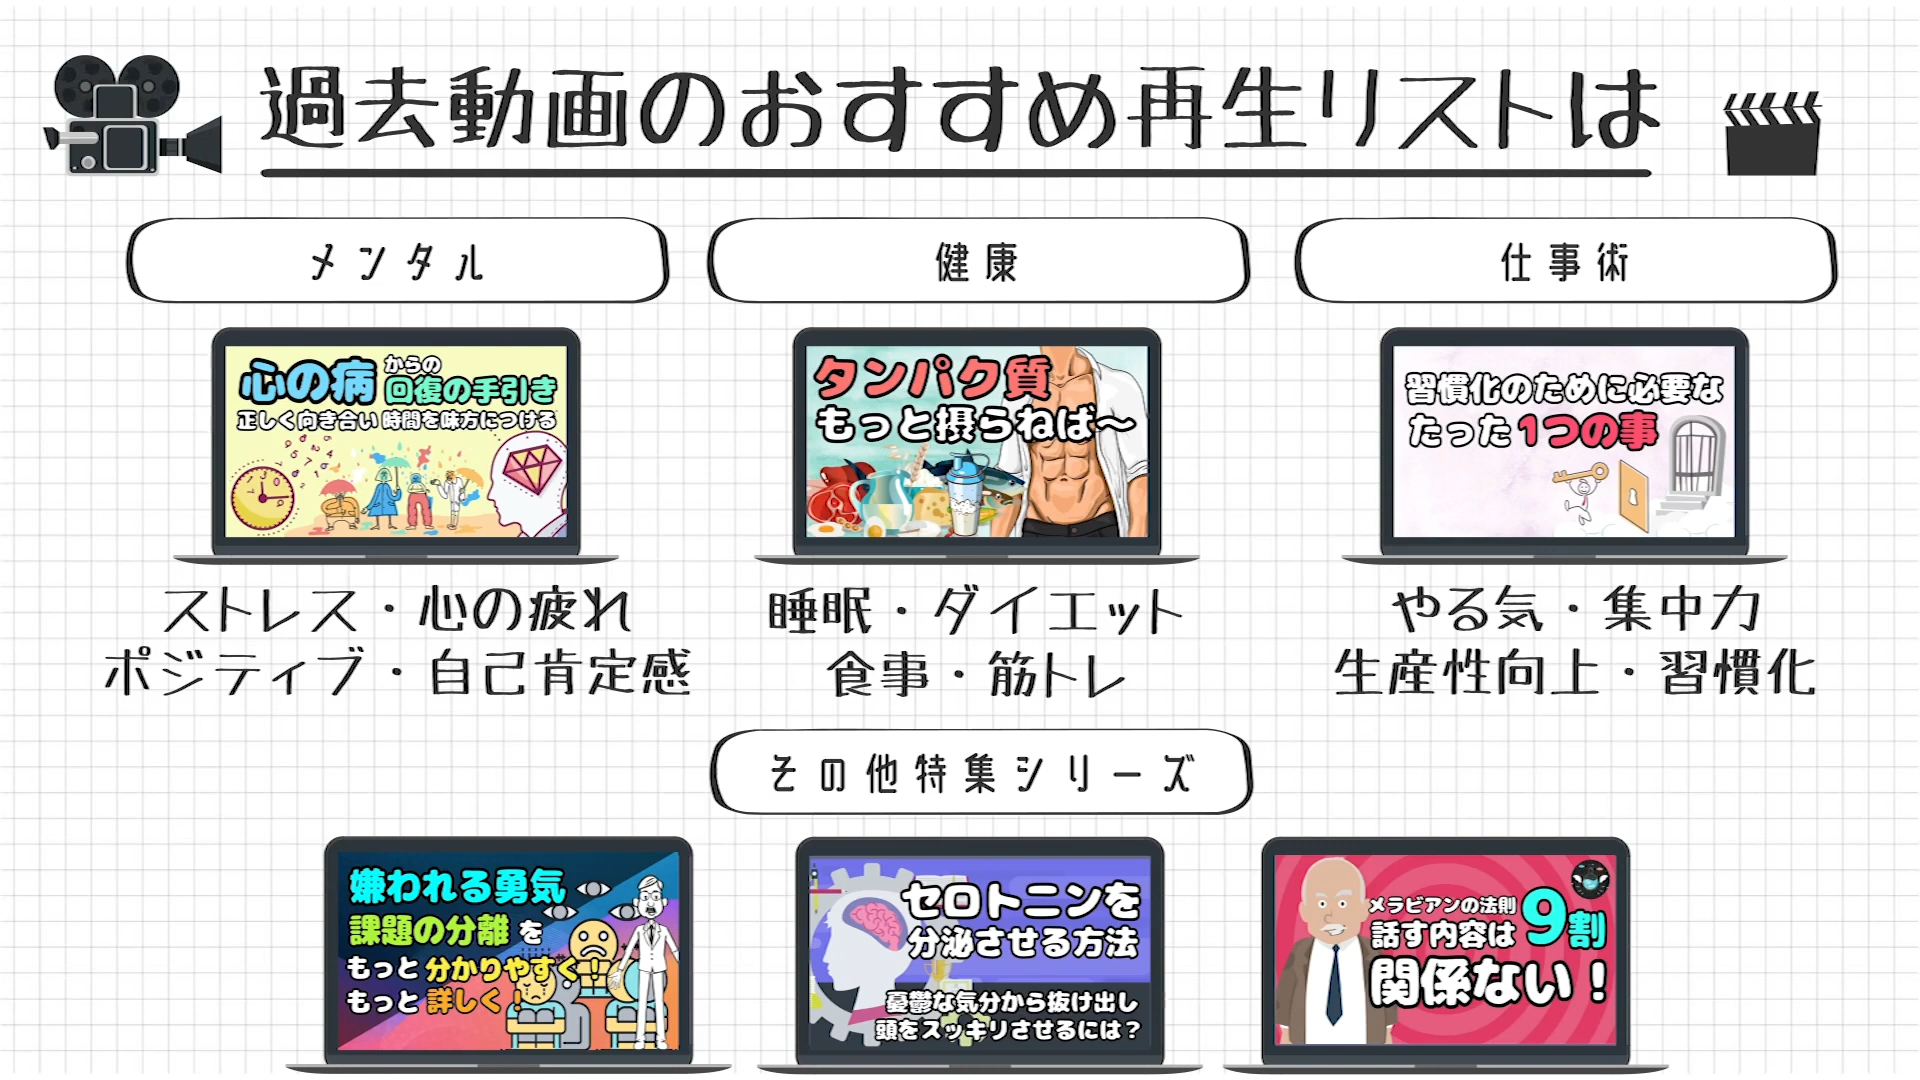 過去動画のおすすめ再生リストは
メンタル
健康
仕事術
心の病からの
回復の手引き
正しく向き合い時間を味方につける
タンパク質
もっと摂らねば〜
習慣化のために必要な
たった1つの事
ストレス・心の疲れ
ポジティブ・自己肯定感
睡眠・ダイエット
食事・筋トレ
やる気・集中力
生産性向上・習慣化
その他特集シリーズ
嫌われる勇気
課題の分離を
もっと分かりやすく！
もっと詳しく！
セロトニンを
分泌させる方法
憂鬱な気分から抜け出し
頭をスッキリさせるには？
メラビアンの法則
話す内容は9割
関係ない！